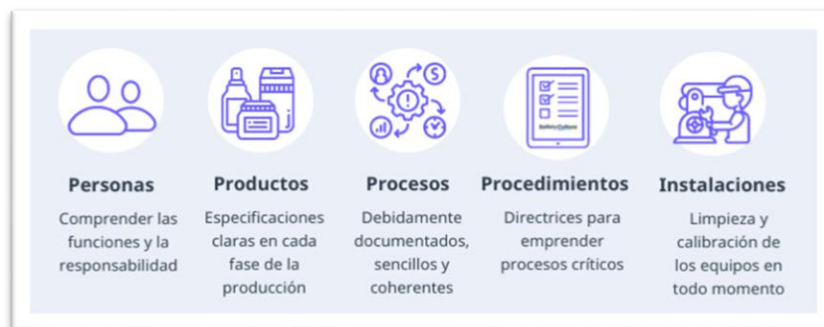 Personas
Comprender las
funciones y la
responsabilidad
Productos
Especificaciones
claras en cada
fase de la
producción
Procesos
Debidamente
documentados,
sencillos y
coherentes
Procedimientos
Directrices para
emprender
procesos críticos
Instalaciones
Limpieza y
calibración de
los equipos en
todo momento